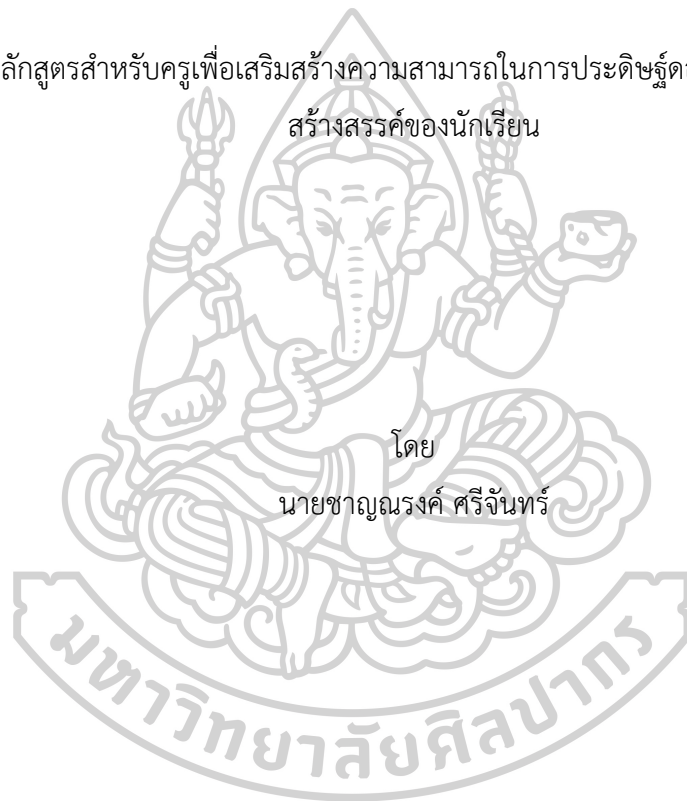 ลักสูตรสำหรับครูเพื่อเสริมสร้างความสามารถในการประดิษฐ์ด
สร้างสรรค์ของนักเรียน
โดย
นายชาญณรงค์ ศรีจันทร์
มหาวิทยาลัยศิลปากร